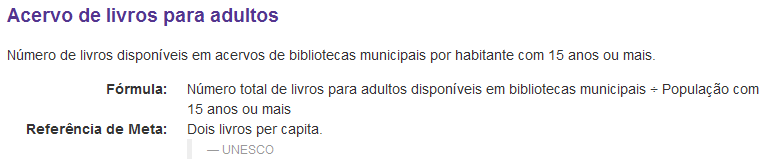 Acervo de livros para adultos
Número de livros disponíveis em acervos de bibliotecas municipais por habitante com 15 anos ou mais.
Fórmula: Número total de livros para adultos disponíveis em bibliotecas municipais ÷ População com
15 anos ou mais
Referência de Meta: Dois livros per capita.
— UNESCO